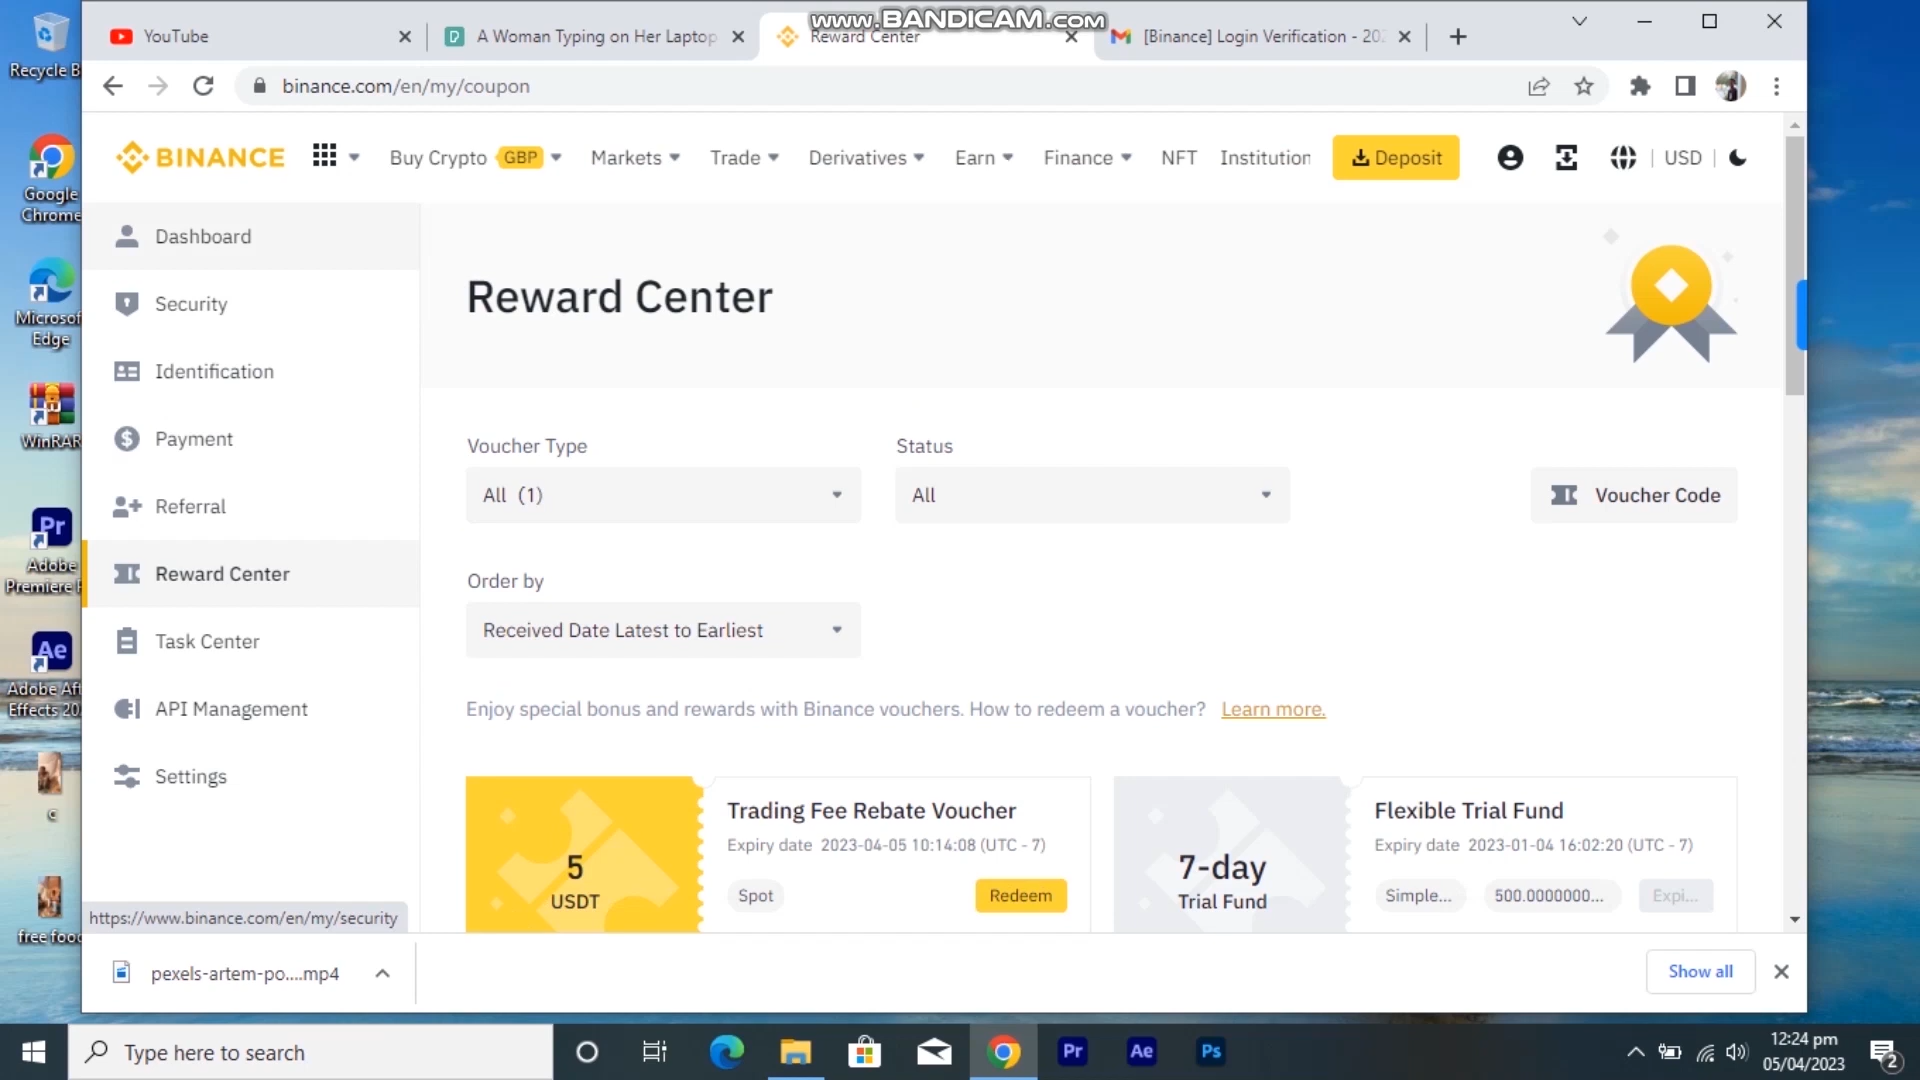 www.BANDICAM.com
YouTube
A Woman Typing on Her Laptop
Reward Center
[Binance] Login Verification - 202
binance.com/en/my/coupon
Recycle B
Google
Chrome
Microsof
Edge
WinRAR
Adobe
Premiere P
Adobe Aft
Effects 20
c
free food
BINANCE
Buy Crypto GBP
Markets
Trade
Derivatives
Earn
Finance
NFT
Institution
Deposit
USD
Dashboard
Security
Identification
Payment
Referral
Reward Center
Task Center
API Management
Settings
https://www.binance.com/en/my/security
Reward Center
Voucher Type
Status
All (1)
All
Voucher Code
Order by
Received Date Latest to Earliest
Enjoy special bonus and rewards with Binance vouchers. How to redeem a voucher? Learn more.
5
USDT
Trading Fee Rebate Voucher
Expiry date 2023-04-05 10:14:08 (UTC - 7)
Spot
Redeem
7-day
Trial Fund
Flexible Trial Fund
Expiry date 2023-01-04 16:02:20 (UTC - 7)
Simple...
500.0000000...
Expi...
pexels-artem-po....mp4
Show all
Type here to search
Pr
Ae
Ps
12:24 pm
05/04/2023
2